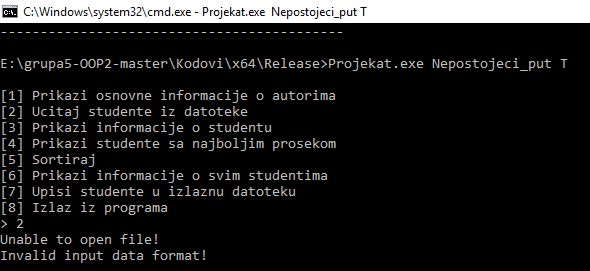 C:\Windows\system32\cmd.exe - Projekat.exe  Nepostojeci_put T
-------------------------------------------
E:\grupa5-OOP2-master\Kodovi\x64\Release>Projekat.exe Nepostojeci_put T
[1] Prikazi osnovne informacije o autorima
[2] Ucitaj studente iz datoteke
[3] Prikazi informacije o studentu
[4] Prikazi studente sa najboljim prosekom
[5] Sortiraj
[6] Prikazi informacije o svim studentima
[7] Upisi studente u izlaznu datoteku
[8] Izlaz iz programa
> 2
Unable to open file!
Invalid input data format!